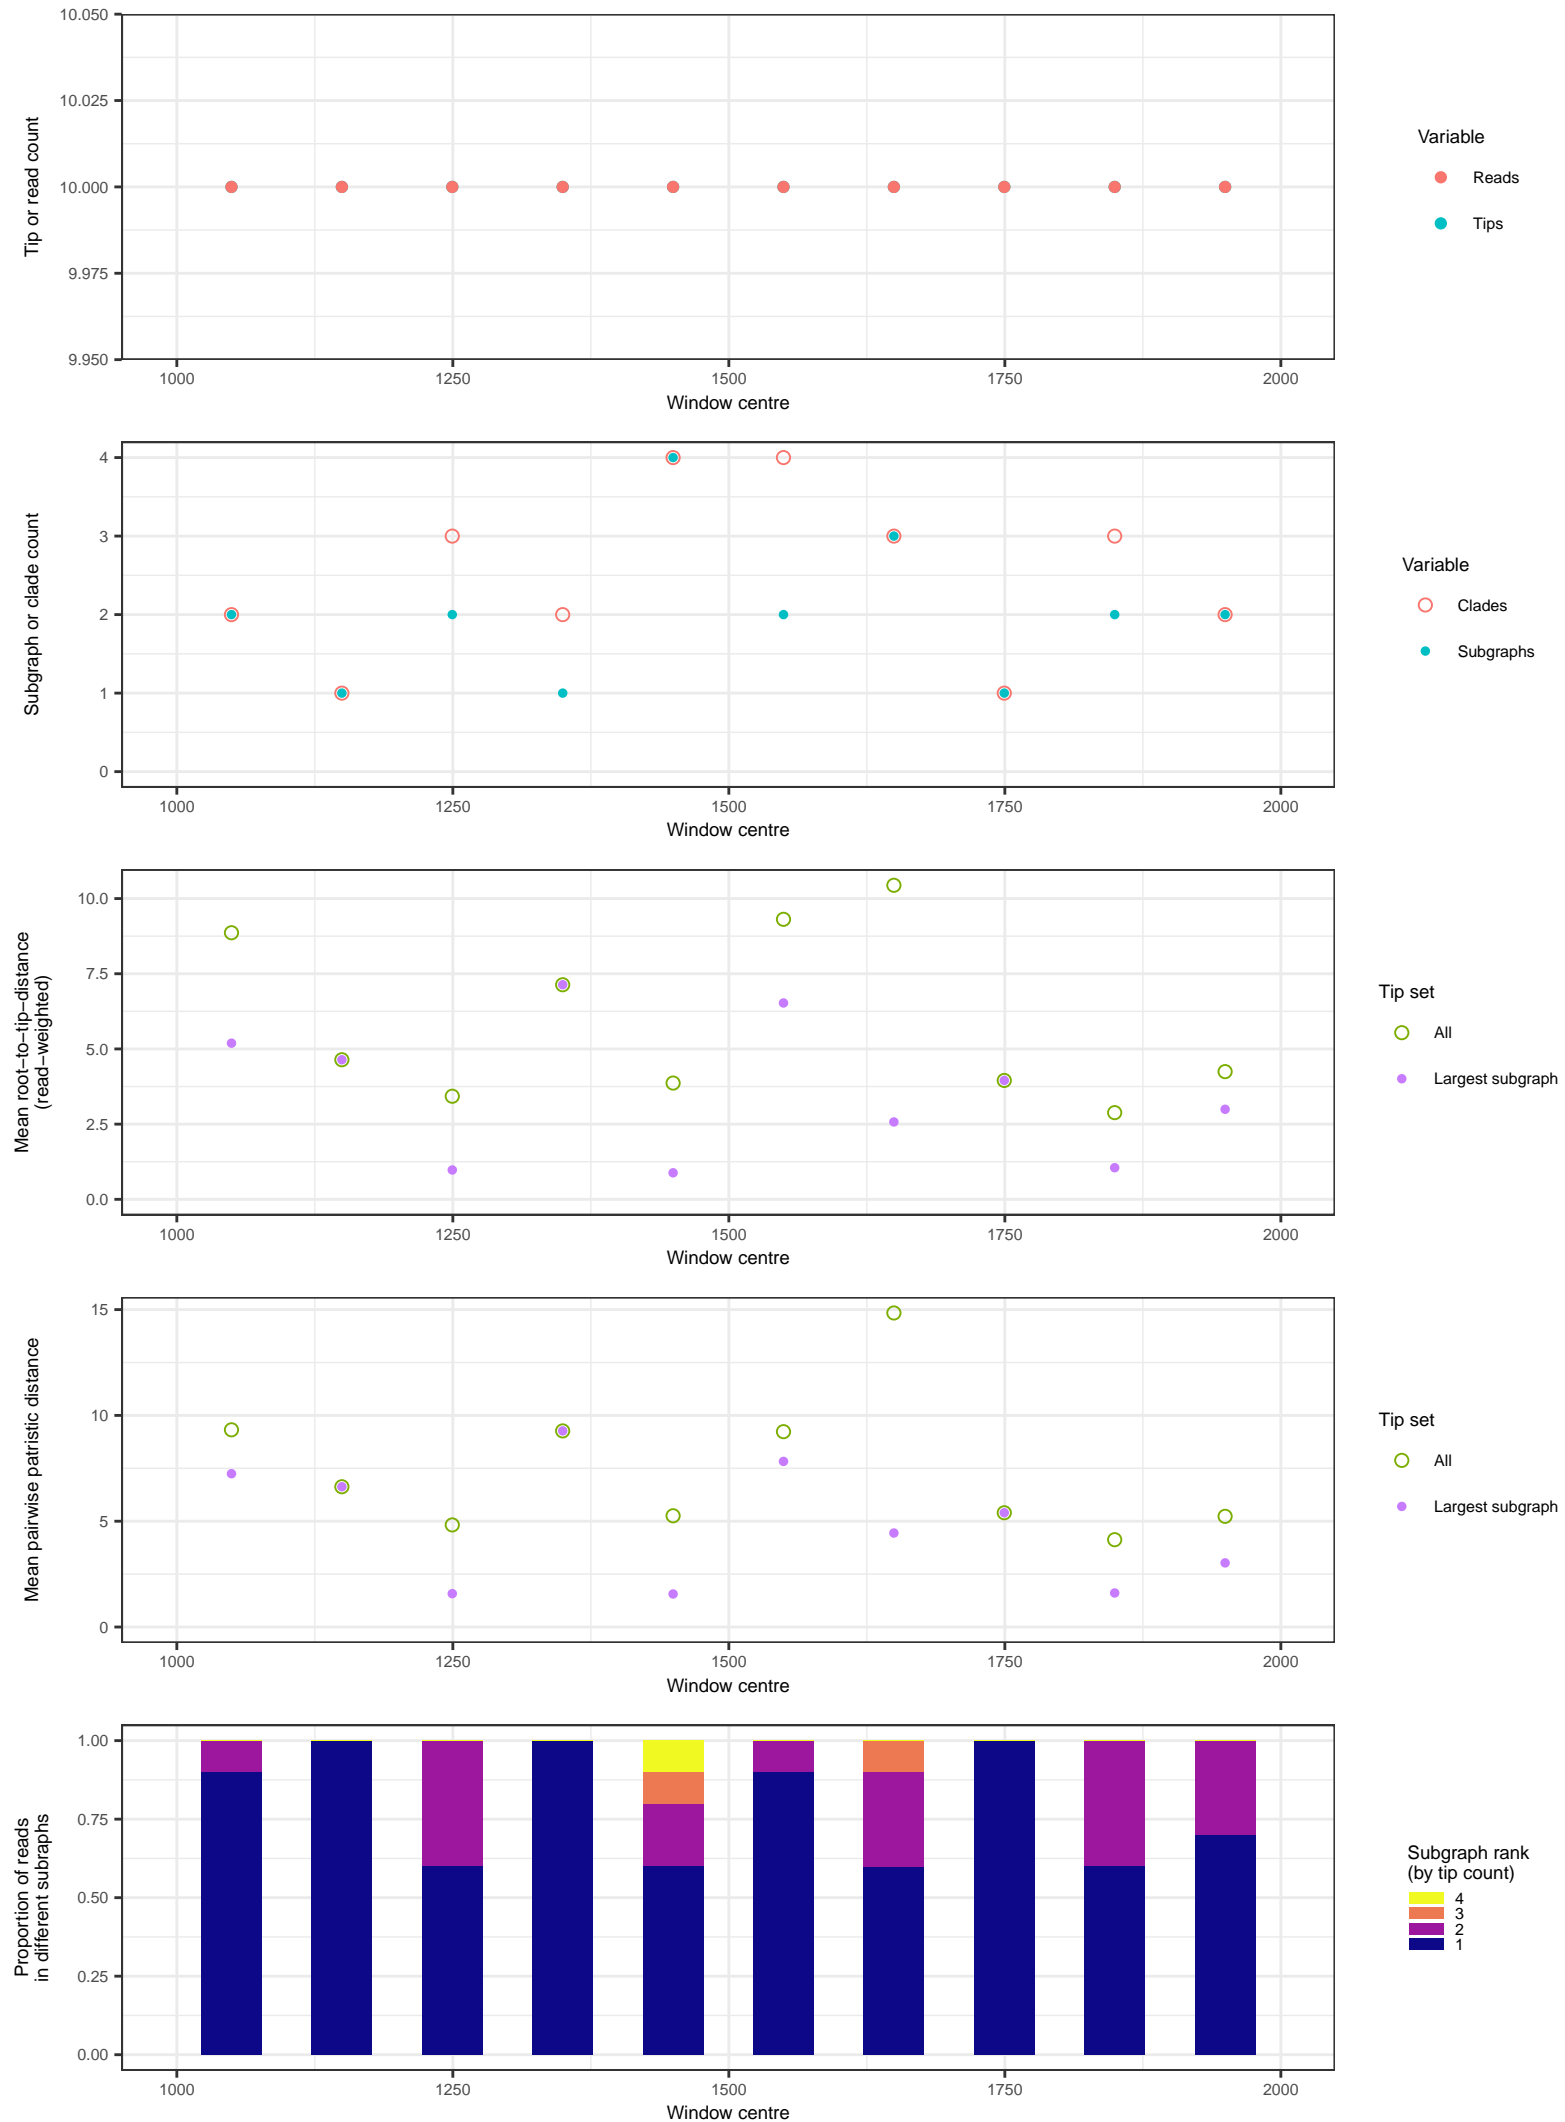 10.050
10.025
10.000
9.975
9.950
Tip or read count
1000 1250 1500 1750 2000
Window centre
Variable
Reads
Tips
4
3
2
1
0
Subgraph or clade count
1000 1250 1500 1750 2000
Window centre
Variable
Clades
Subgraphs
10.0
7.5
5.0
2.5
0.0
Mean root−to−tip−distance
(read−weighted)
1000 1250 1500 1750 2000
Window centre
Tip set
All
Largest subgraph
15
10
5
0
Mean pairwise patristic distance
1000 1250 1500 1750 2000
Window centre
Tip set
All
Largest subgraph
1.00
0.75
0.50
0.25
0.00
Proportion of reads
in different subraphs
1000 1250 1500 1750 2000
Window centre
Subgraph rank
(by tip count)
4
3
2
1